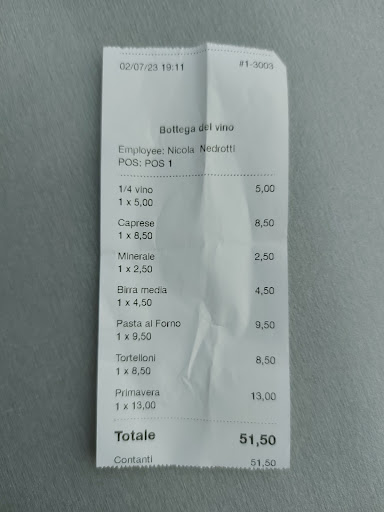 02/07/23 19:11 #1-3003
Bottega del vino
Employee: Nicola Nedrotti
POS: POS 1
1/4 vino 5,00
1 x 5,00
Caprese 8,50
1 x 8,50
Minerale 2,50
1 x 2,50
Birra media 4,50
1 x 4,50
Pasta al Forno 9,50
1 x 9,50
Tortelloni 8,50
1 x 8,50
Primavera 13,00
1 x 13,00
Totale 51,50
Contanti 51,50